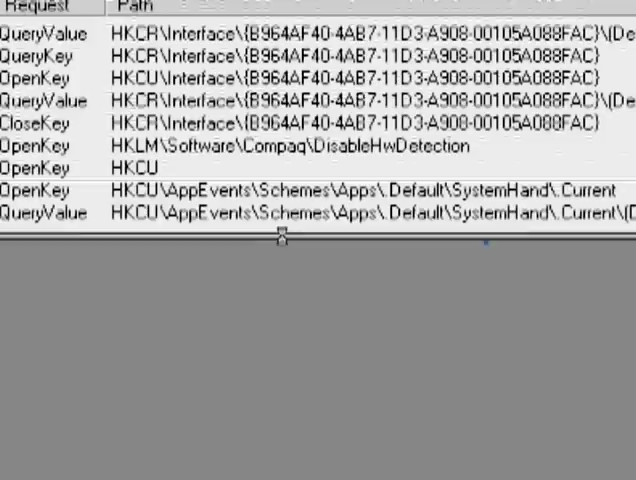 Request Path
QueryValue HKCR\Interface\{B964AF40-4AB7-11D3-A908-00105A088FAC}\(De
QueryKey HKCR\Interface\{B964AF40-4AB7-11D3-A908-00105A088FAC}
OpenKey HKCU\Interface\{B964AF40-4AB7-11D3-A908-00105A088FAC}
QueryValue HKCR\Interface\{B964AF40-4AB7-11D3-A908-00105A088FAC}\(De
CloseKey HKCR\Interface\{B964AF40-4AB7-11D3-A908-00105A088FAC}
OpenKey HKLM\Software\Compaq\DisableHwDetection
OpenKey HKCU
OpenKey HKCU\AppEvents\Schemes\Apps\.Default\SystemHand\.Current
QueryValue HKCU\AppEvents\Schemes\Apps\.Default\SystemHand\.Current\(D